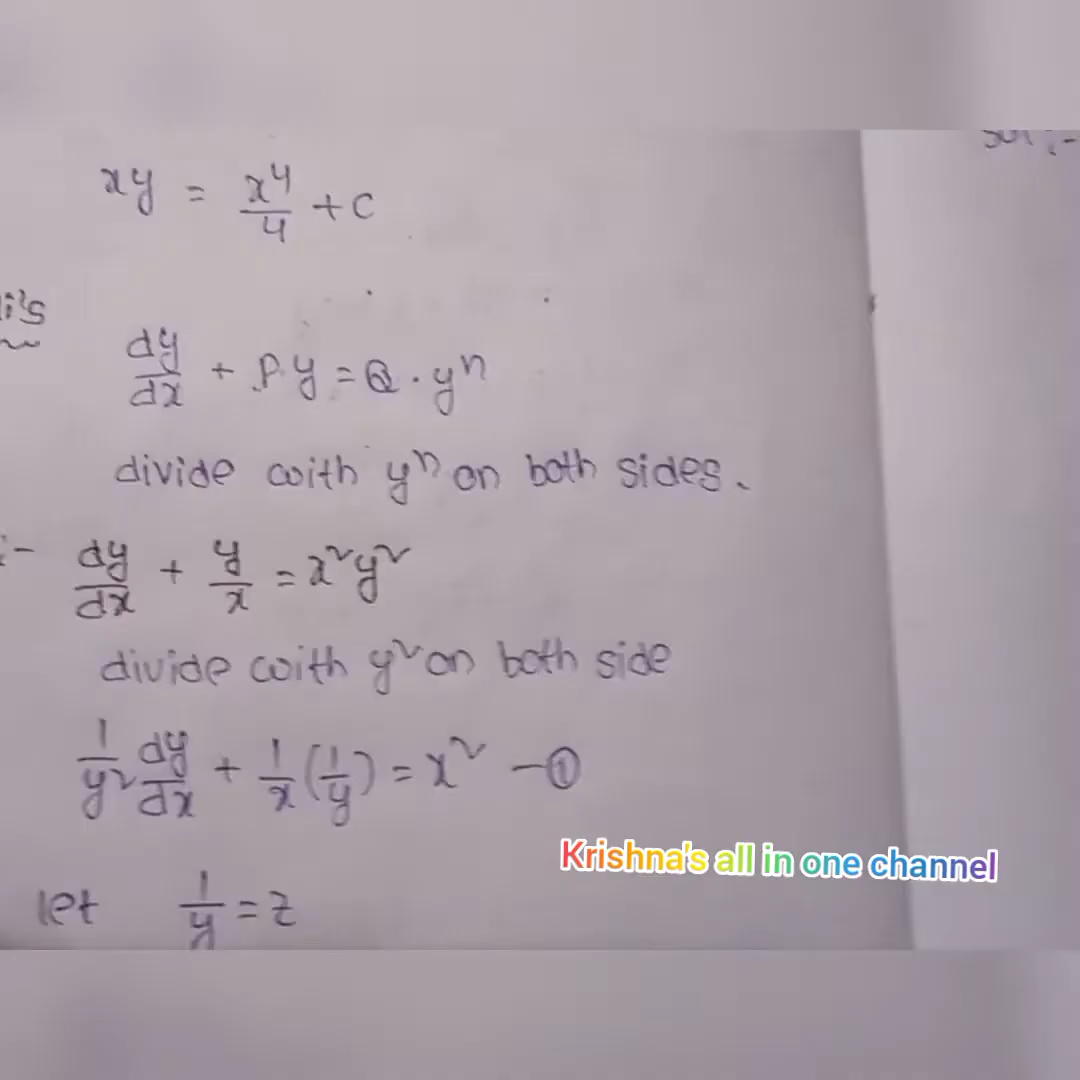 xy = x⁴/4 + c
dy/dx + P.y = Q . yⁿ
divide with yⁿ on both sides.
:- dy/dx + y/x = x²y²
divide with y² on both side
1/y² dy/dx + 1/x (1/y) = x² —①
Krishna's all in one channel
let 1/y = z